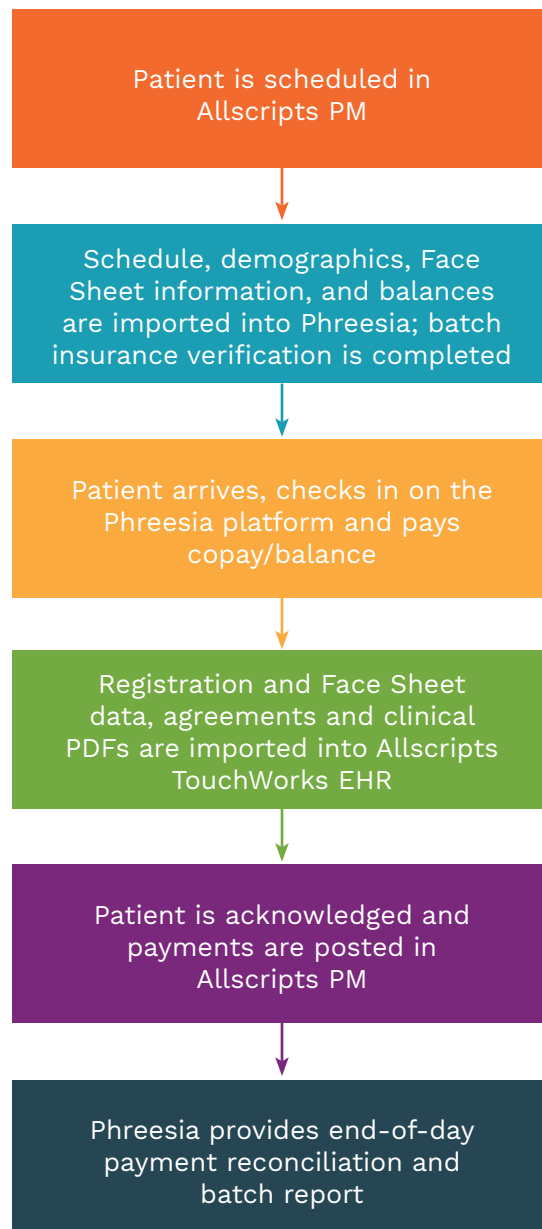 Patient is scheduled in
Allscripts PM
Schedule, demographics, Face
Sheet information, and balances
are imported into Phreesia; batch
insurance verification is completed
Patient arrives, checks in on the
Phreesia platform and pays
copay/balance
Registration and Face Sheet
data, agreements and clinical
PDFs are imported into Allscripts
TouchWorks EHR
Patient is acknowledged and
payments are posted in
Allscripts PM
Phreesia provides end-of-day
payment reconciliation and
batch report